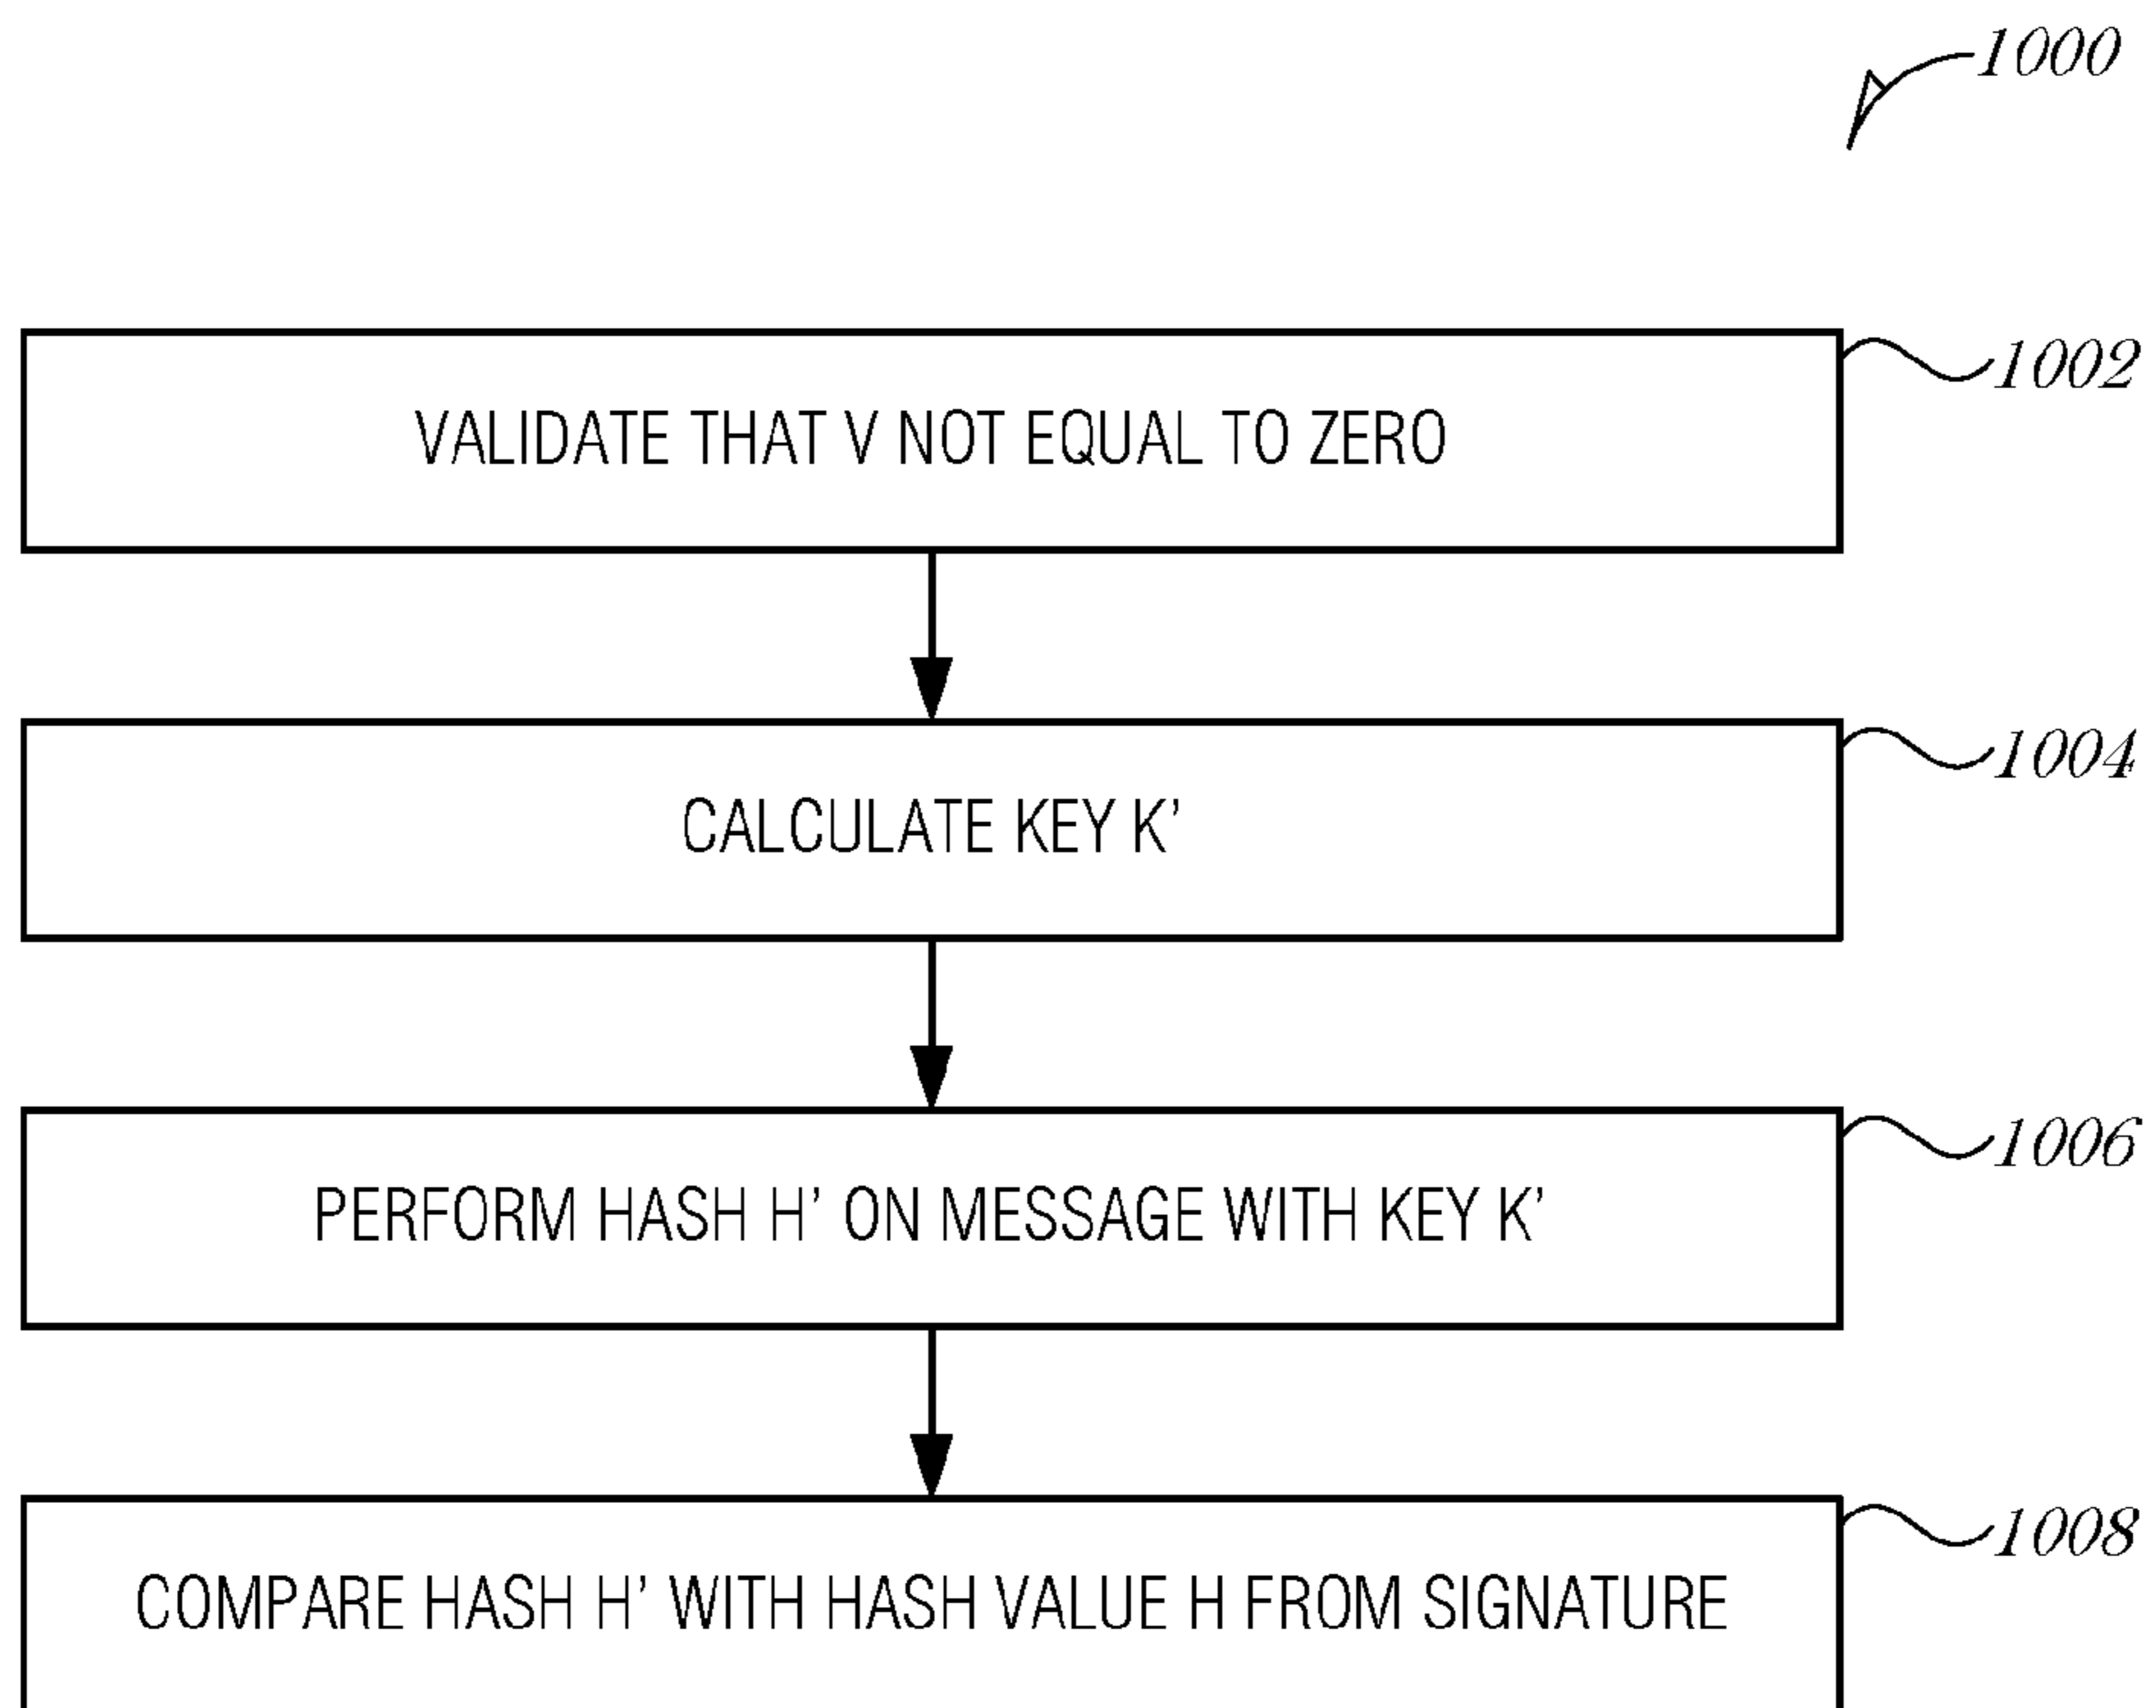 1000
1002
VALIDATE THAT V NOT EQUAL TO ZERO
1004
CALCULATE KEY K’
1006
PERFORM HASH H’ ON MESSAGE WITH KEY K’
1008
COMPARE HASH H’ WITH HASH VALUE H FROM SIGNATURE